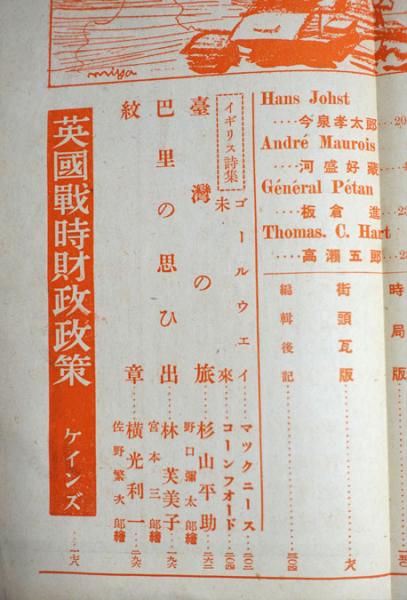 miya
Hans Johst
‥‥今泉孝太郎‥‥20
André Maurois
‥‥河盛好藏
Général Pétan
‥‥板倉進
Thomas. C. Hart
‥‥高瀨五郎
時局版
街頭瓦版
編輯後記
イギリス詩集
ゴールウェイ‥‥マックニース
未來‥‥コーンフオード
臺灣の旅‥‥杉山平助
野口彌太郎繪
巴里の思ひ出‥‥林芙美子
宮本三郎繪
紋章‥‥橫光利一
佐野繁次郎繪
英國戰時財政政策 ケインズ